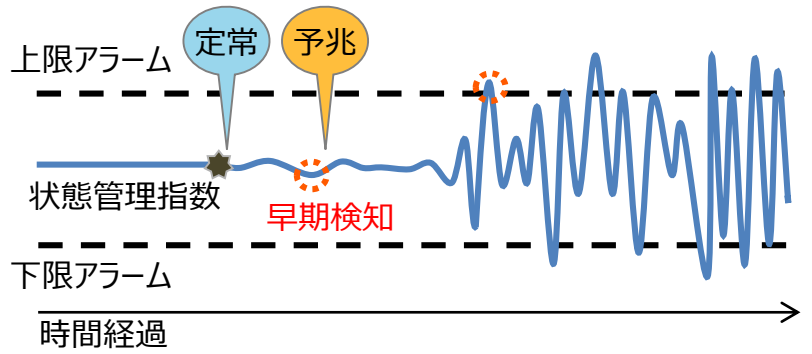 定常
予兆
上限アラーム
状態管理指数
早期検知
下限アラーム
時間経過